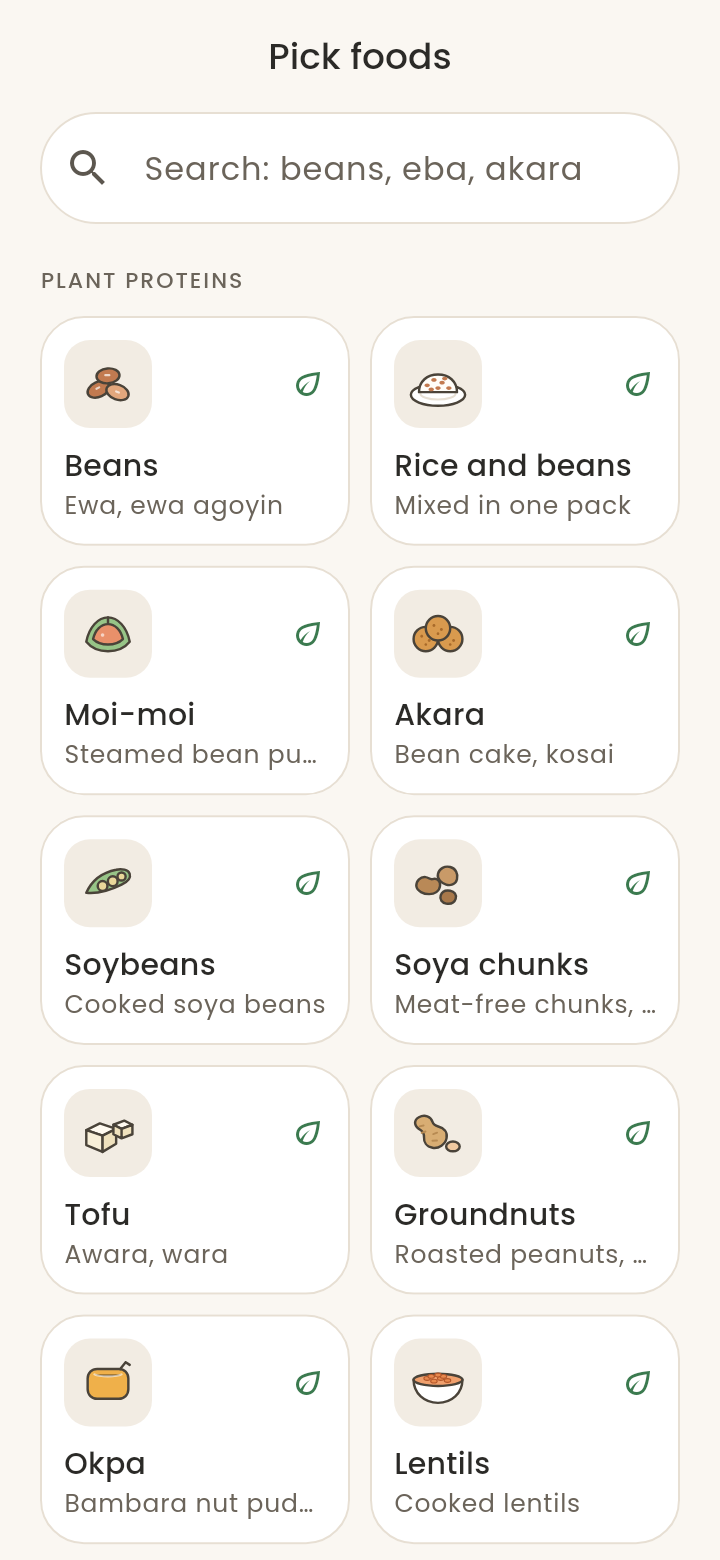 Pick foods
Search: beans, eba, akara
PLANT PROTEINS
Beans
Ewa, ewa agoyin
Rice and beans
Mixed in one pack
Moi-moi
Steamed bean pu…
Akara
Bean cake, kosai
Soybeans
Cooked soya beans
Soya chunks
Meat-free chunks, …
Tofu
Awara, wara
Groundnuts
Roasted peanuts, …
Okpa
Bambara nut pud…
Lentils
Cooked lentils